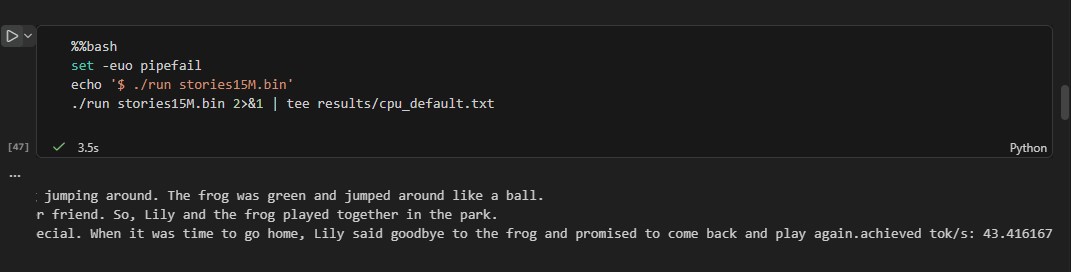 %%bash
set -euo pipefail
echo '$ ./run stories15M.bin'
./run stories15M.bin 2>&1 | tee results/cpu_default.txt
[47] 3.5s Python
...
jumping around. The frog was green and jumped around like a ball.
r friend. So, Lily and the frog played together in the park.
ecial. When it was time to go home, Lily said goodbye to the frog and promised to come back and play again.achieved tok/s: 43.416167